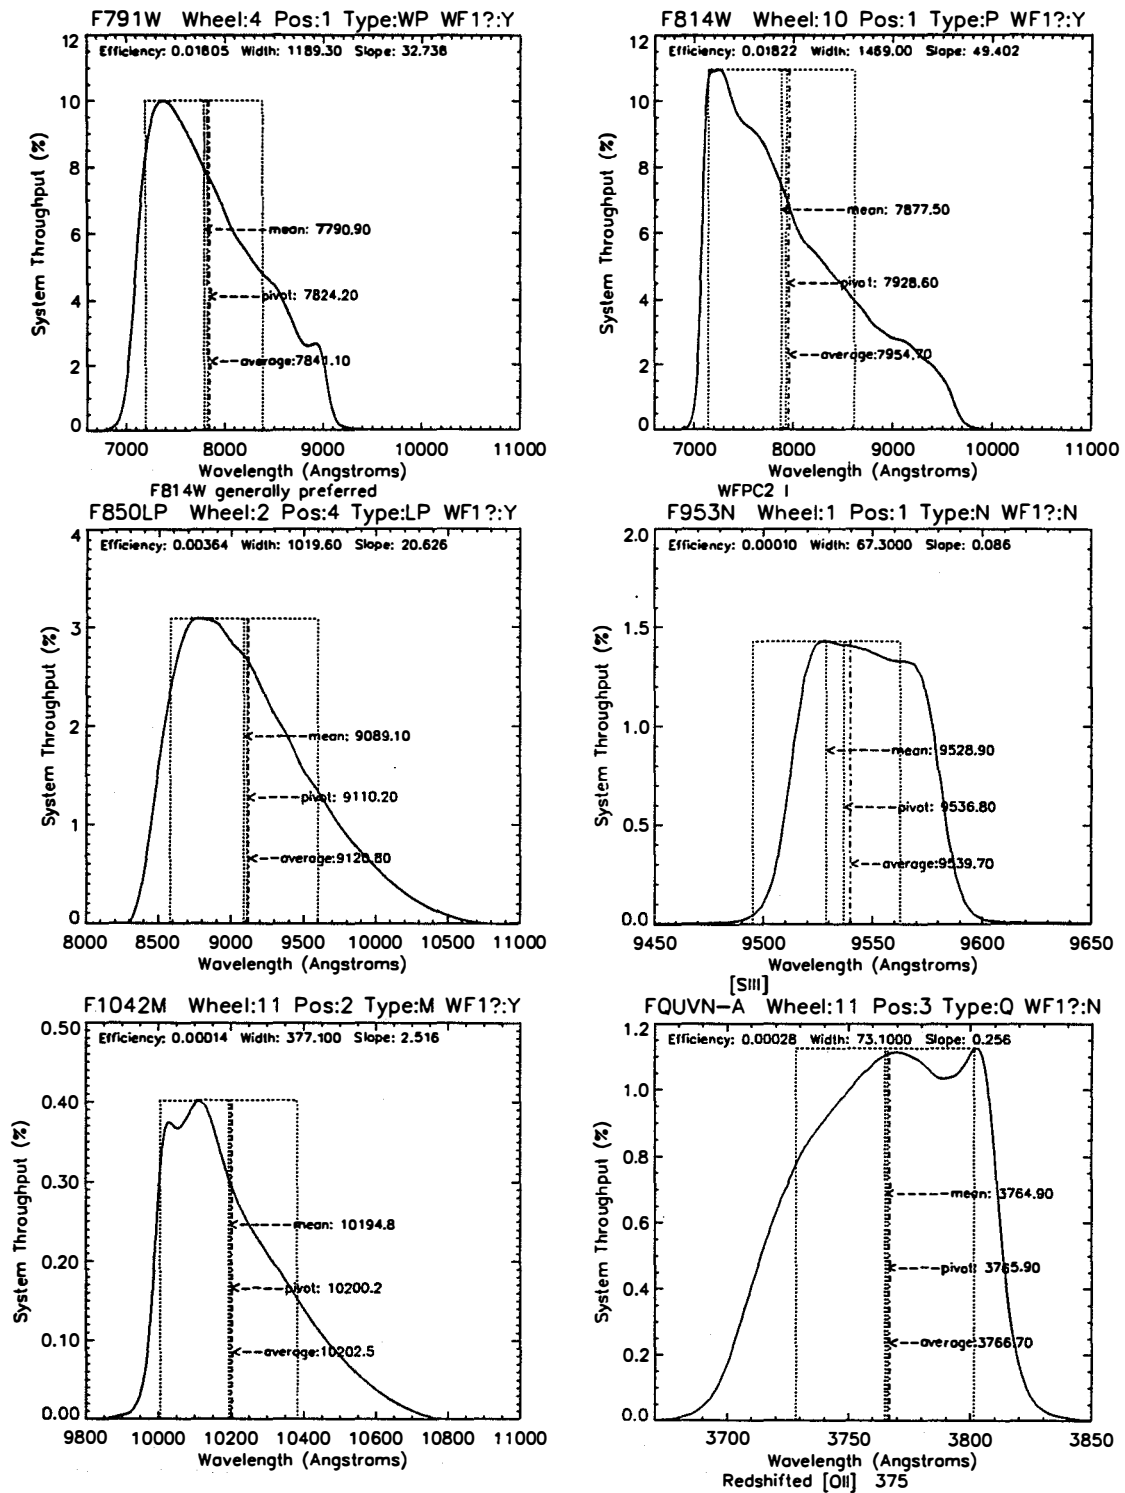 F791W Wheel:4 Pos:1 Type:WP WF1?:Y
Efficiency: 0.01605 Width: 1189.30 Slope: 32.736
System Throughput (%)
12
10
8
6
4
2
0
mean: 7790.90
pivot: 7824.20
average:7841.10
7000 8000 9000 10000 11000
Wavelength (Angstroms)
F814W generally preferred
F814W Wheel:10 Pos:1 Type:P WF1?:Y
Efficiency: 0.01822 Width: 1469.00 Slope: 49.402
System Throughput (%)
12
10
8
6
4
2
0
mean: 7877.50
pivot: 7928.60
average:7954.70
7000 8000 9000 10000 11000
Wavelength (Angstroms)
WFPC2 I
F850LP Wheel:2 Pos:4 Type:LP WF1?:Y
Efficiency: 0.00364 Width: 1019.60 Slope: 20.626
System Throughput (%)
4
3
2
1
0
mean: 9089.10
pivot: 9110.20
average:9120.80
8000 8500 9000 9500 10000 10500 11000
Wavelength (Angstroms)
F953N Wheel:1 Pos:1 Type:N WF1?:N
Efficiency: 0.00010 Width: 67.3000 Slope: 0.086
System Throughput (%)
2.0
1.5
1.0
0.5
0.0
mean: 9528.90
pivot: 9536.80
average:9539.70
9450 9500 9550 9600 9650
Wavelength (Angstroms)
[SIII]
F1042M Wheel:11 Pos:2 Type:M WF1?:Y
Efficiency: 0.00014 Width: 377.100 Slope: 2.516
System Throughput (%)
0.50
0.40
0.30
0.20
0.10
0.00
mean: 10194.8
pivot: 10200.2
average:10202.5
9800 10000 10200 10400 10600 10800 11000
Wavelength (Angstroms)
FQUVN-A Wheel:11 Pos:3 Type:Q WF1?:N
Efficiency: 0.00028 Width: 73.1000 Slope: 0.256
System Throughput (%)
1.2
1.0
0.8
0.6
0.4
0.2
0.0
mean: 3764.90
pivot: 3765.90
average:3766.70
3700 3750 3800 3850
Wavelength (Angstroms)
Redshifted [OII] 375